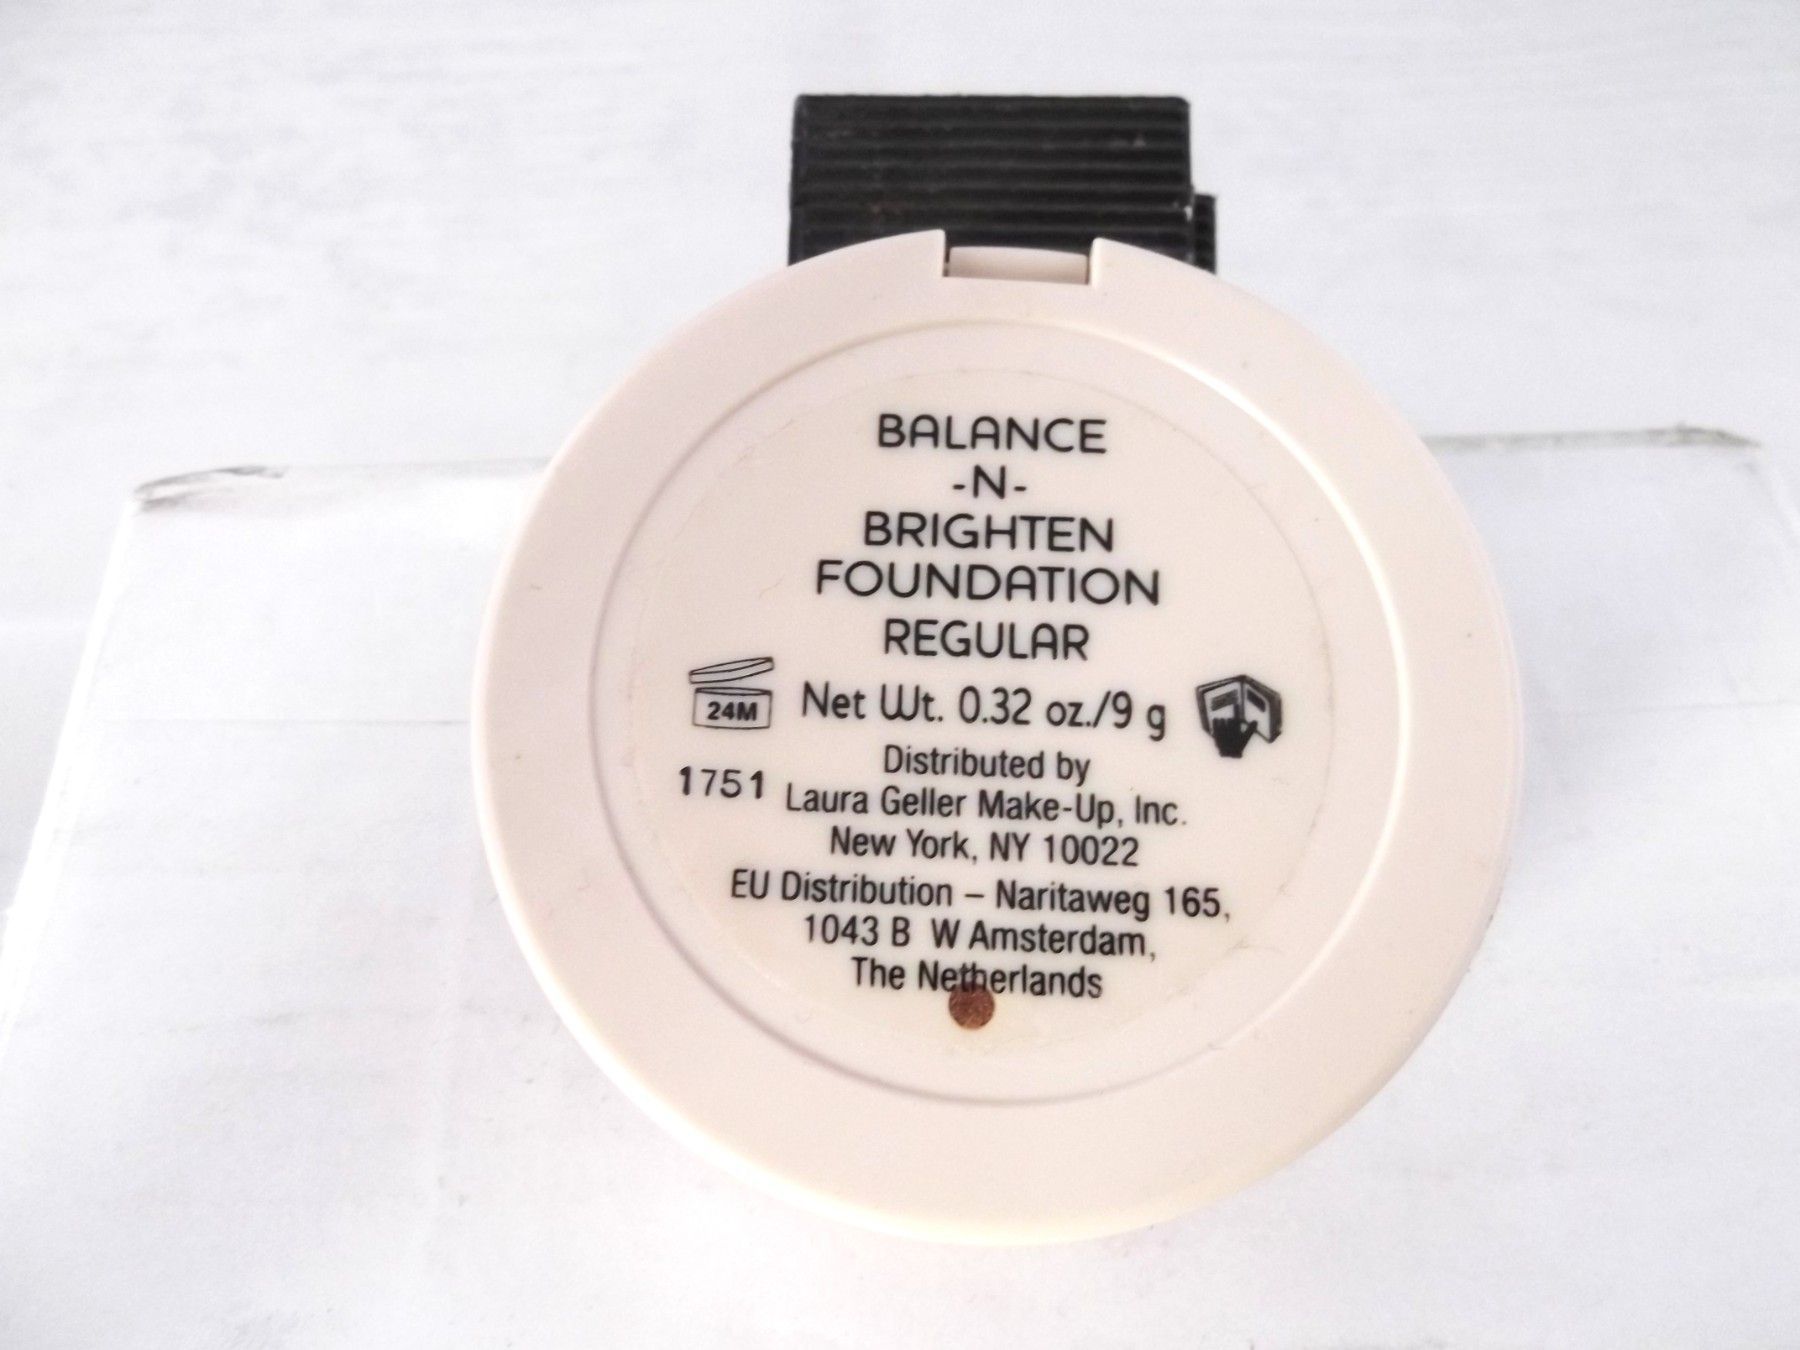 BALANCE
-N-
BRIGHTEN
FOUNDATION
REGULAR
24M
Net Wt. 0.32 oz./9 g
Distributed by
1751
Laura Geller Make-Up, Inc.
New York, NY 10022
EU Distribution – Naritaweg 165,
1043 B W Amsterdam,
The Netherlands